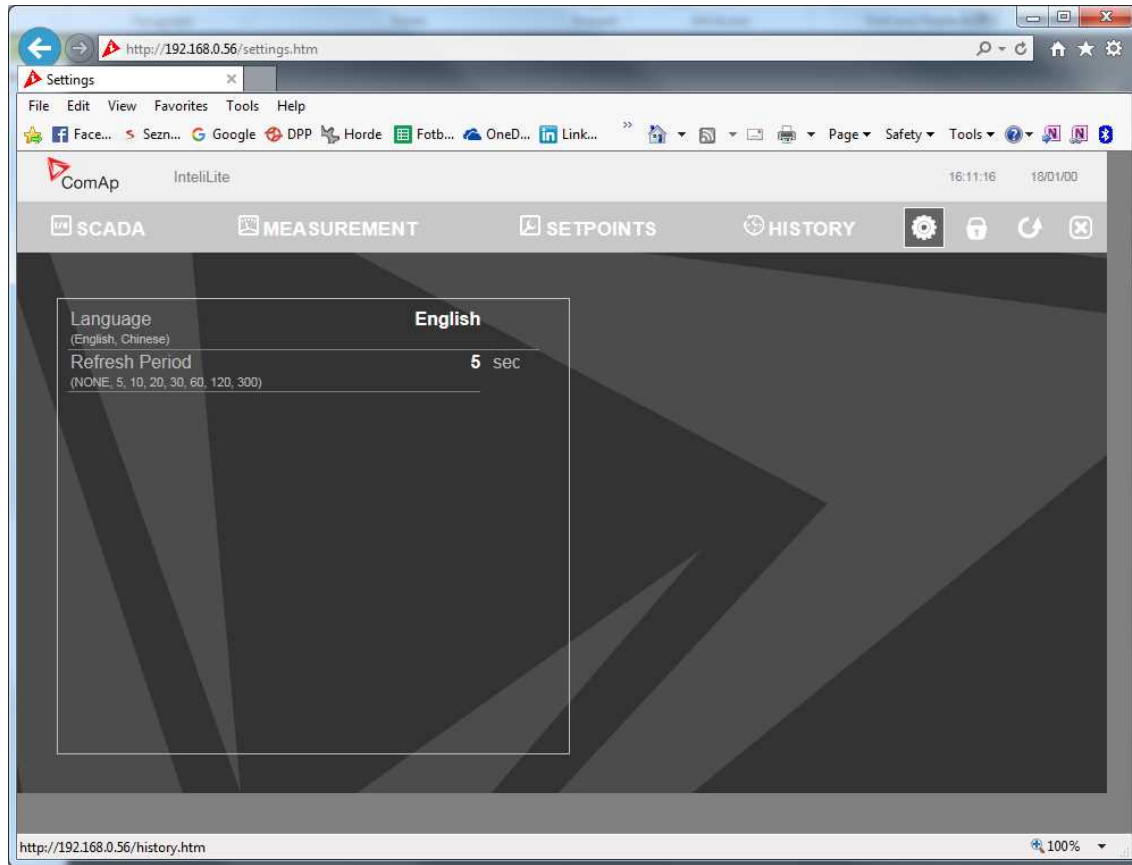 http://192.168.0.56/settings.htm
Settings
File Edit View Favorites Tools Help
Face... Sezn... Google DPP Horde Fotb... OneD... Link... » Page Safety Tools
ComAp InteliLite 16:11:16 18/01/00
SCADA MEASUREMENT SETPOINTS HISTORY
Language English
(English, Chinese)
Refresh Period 5 sec
(NONE, 5, 10, 20, 30, 60, 120, 300)
http://192.168.0.56/history.htm 100%